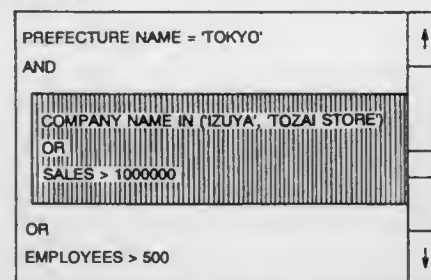 PREFECTURE NAME = 'TOKYO'
AND
COMPANY NAME IN ('IZUYA', 'TOZAI STORE')
OR
SALES > 1000000
OR
EMPLOYEES > 500